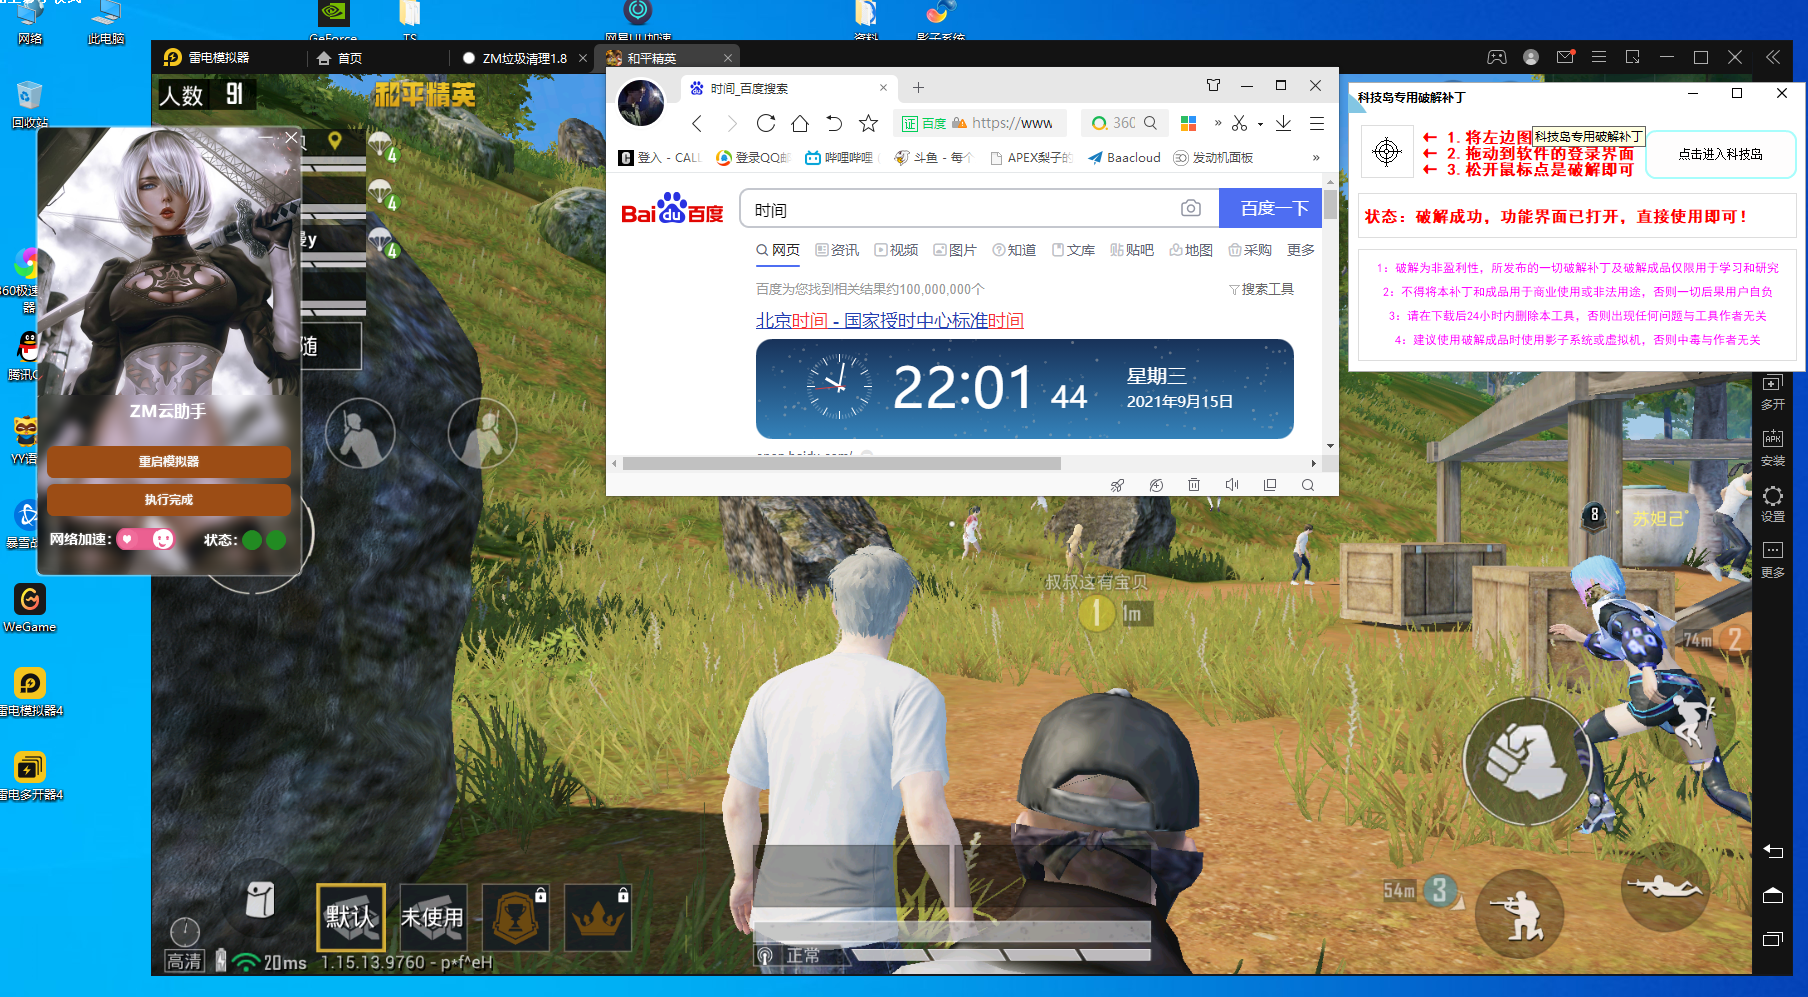 网络
此电脑
GeForce
TS
网易UU加速
资料
影子系统
回收站
360极速
器
腾讯Q
YY语
暴雪战
WeGame
雷电模拟器4
雷电多开器4
雷电模拟器
首页
ZM垃圾清理1.8
和平精英
人数 91
和平精英
4
4
4
随
ZM云助手
重启模拟器
执行完成
网络加速:
状态:
时间_百度搜索
证 百度
https://www
360
登入 - CALL
登录QQ邮
哔哩哔哩
斗鱼 - 每个
APEX梨子的
Baacloud
发动机面板
Bai du 百度
时间
百度一下
网页 资讯 视频 图片 知道 文库 贴吧 地图 采购 更多
百度为您找到相关结果约100,000,000个
搜索工具
北京时间 - 国家授时中心标准时间
22:01 44
星期三
2021年9月15日
科技岛专用破解补丁
← 1.将左边图
科技岛专用破解补丁
← 2.拖动到软件的登录界面
← 3.松开鼠标点是破解即可
点击进入科技岛
状态: 破解成功, 功能界面已打开, 直接使用即可!
1: 破解为非盈利性, 所发布的一切破解补丁及破解成品仅限用于学习和研究
2: 不得将本补丁和成品用于商业使用或非法用途, 否则一切后果用户自负
3: 请在下载后24小时内删除本工具, 否则出现任何问题与工具作者无关
4: 建议使用破解成品时使用影子系统或虚拟机, 否则中毒与作者无关
多开
APK
安装
设置
更多
8
苏妲己
叔叔这有宝贝
1 1m
74m 2
54m 3
默认
未使用
高清
20ms
1.15.13.9760 - p*f^eH
正常